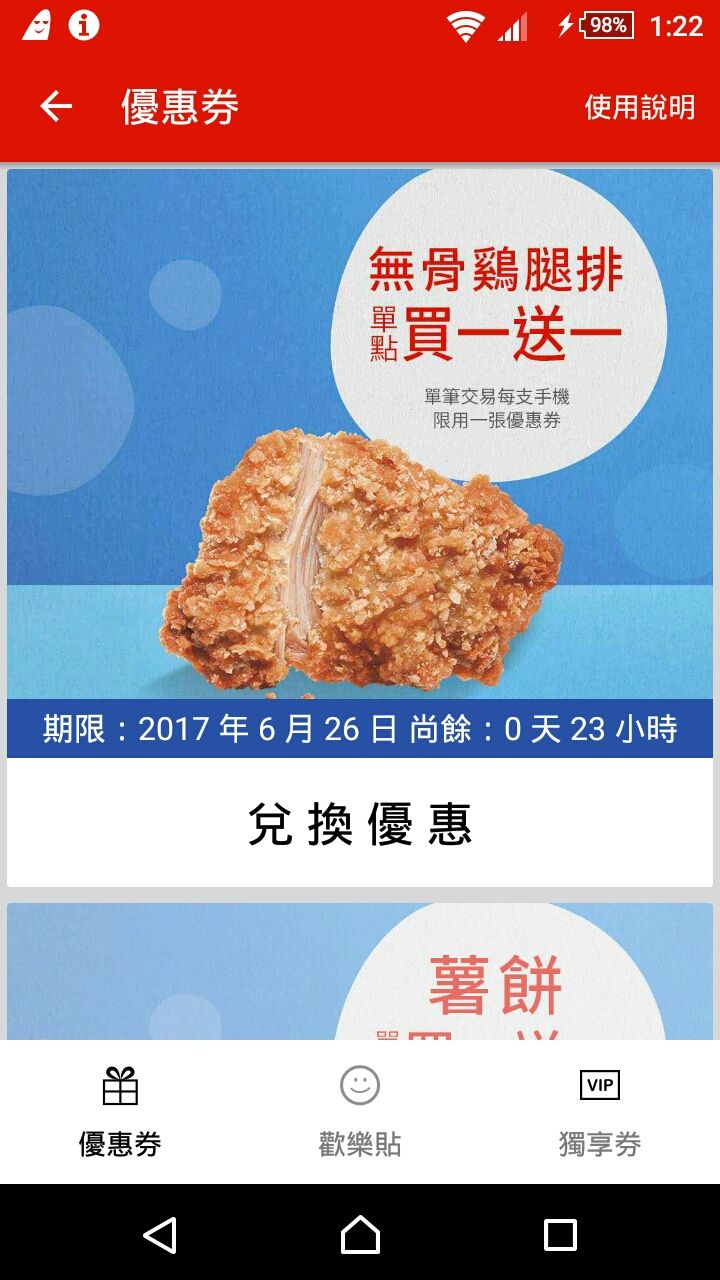 98% 1:22
優惠券 使用說明
無骨鷄腿排
單點 買一送一
單筆交易每支手機
限用一張優惠券
期限：2017 年 6 月 26 日 尚餘：0 天 23 小時
兌換優惠
薯餅
優惠券
歡樂貼
VIP
獨享券